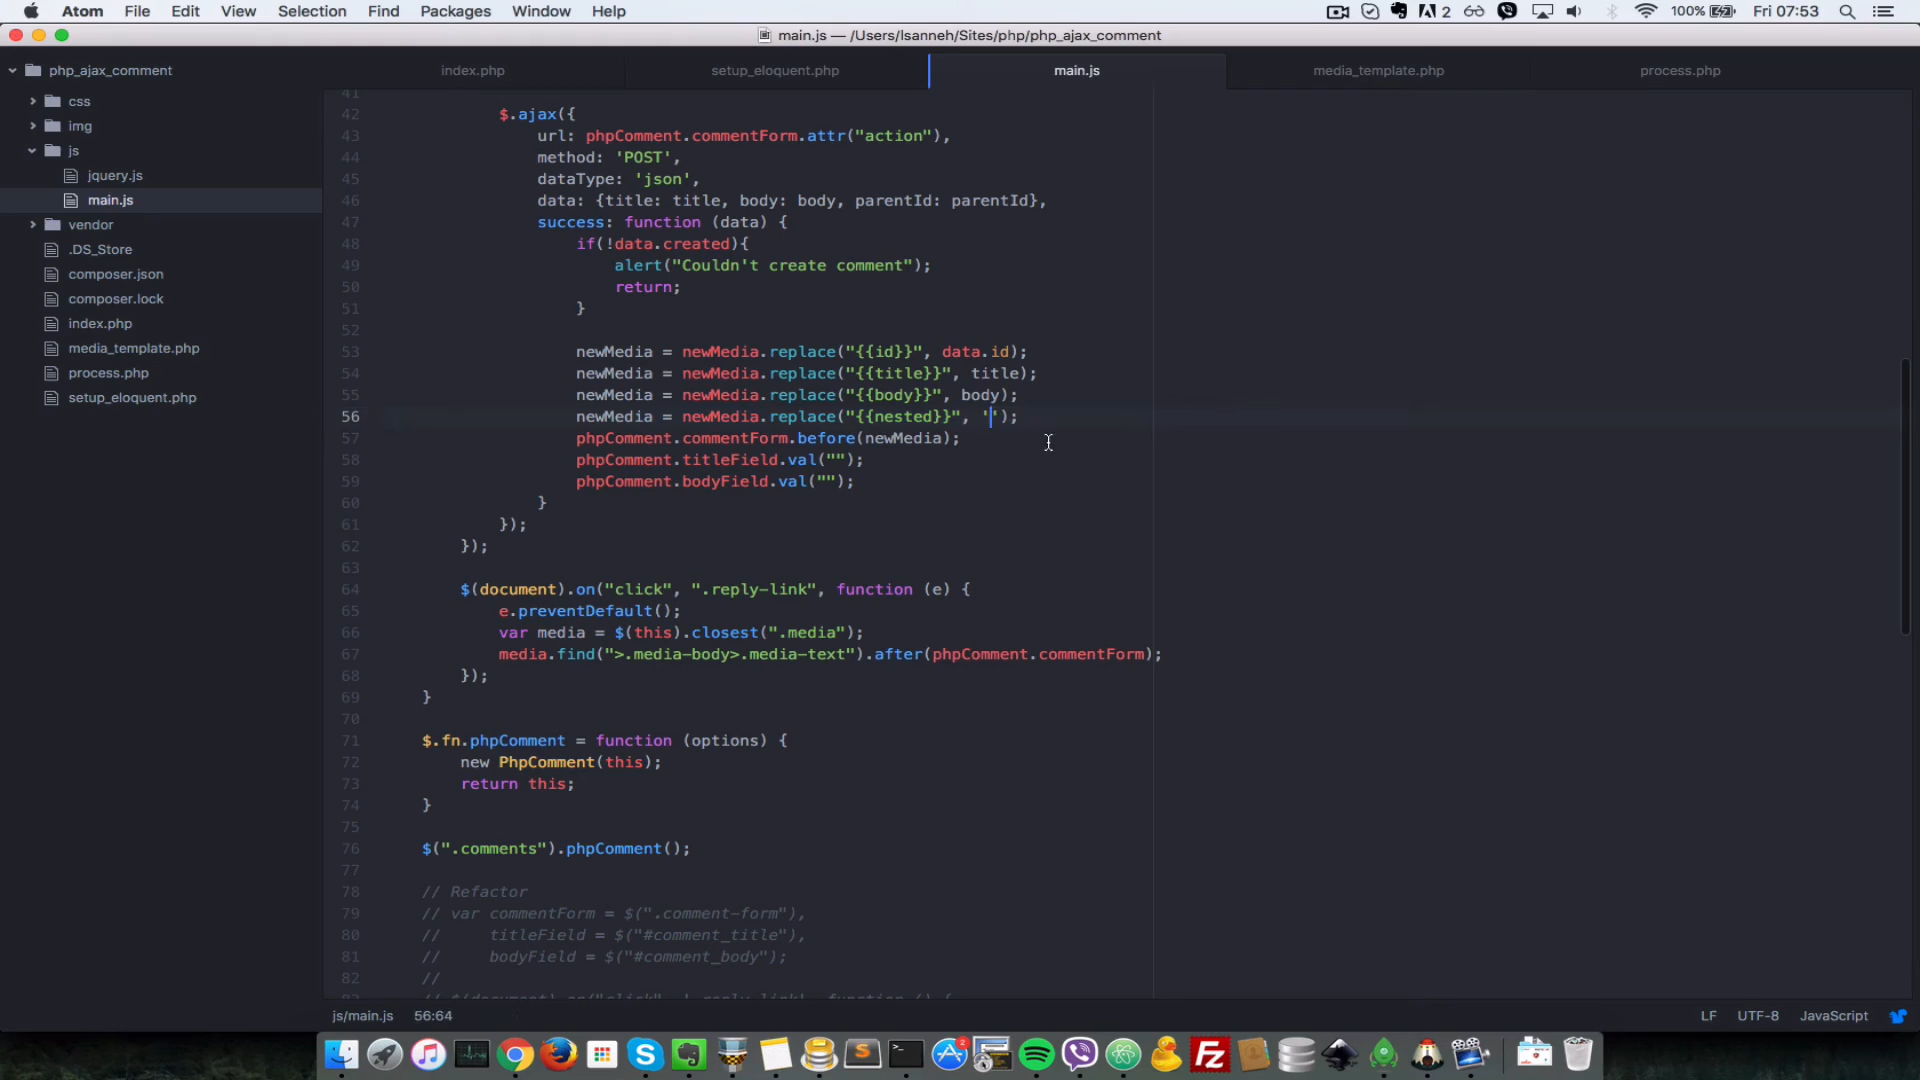 Atom File Edit View Selection Find Packages Window Help
2 100% Fri 07:53
main.js — /Users/lsanneh/Sites/php/php_ajax_comment
php_ajax_comment
css
img
js
jquery.js
main.js
vendor
.DS_Store
composer.json
composer.lock
index.php
media_template.php
process.php
setup_eloquent.php
index.php setup_eloquent.php main.js media_template.php process.php
41
42 $.ajax({
43 url: phpComment.commentForm.attr("action"),
44 method: 'POST',
45 dataType: 'json',
46 data: {title: title, body: body, parentId: parentId},
47 success: function (data) {
48 if(!data.created){
49 alert("Couldn't create comment");
50 return;
51 }
52
53 newMedia = newMedia.replace("{{id}}", data.id);
54 newMedia = newMedia.replace("{{title}}", title);
55 newMedia = newMedia.replace("{{body}}", body);
56 newMedia = newMedia.replace("{{nested}}", '');
57 phpComment.commentForm.before(newMedia);
58 phpComment.titleField.val("");
59 phpComment.bodyField.val("");
60 }
61 });
62 });
63
64 $(document).on("click", ".reply-link", function (e) {
65 e.preventDefault();
66 var media = $(this).closest(".media");
67 media.find(">.media-body>.media-text").after(phpComment.commentForm);
68 });
69 }
70
71 $.fn.phpComment = function (options) {
72 new PhpComment(this);
73 return this;
74 }
75
76 $(".comments").phpComment();
77
78 // Refactor
79 // var commentForm = $(".comment-form"),
80 // titleField = $("#comment_title"),
81 // bodyField = $("#comment_body");
82 //
83 // $(document).on("click", '.reply-link', function () {
js/main.js 56:64 LF UTF-8 JavaScript